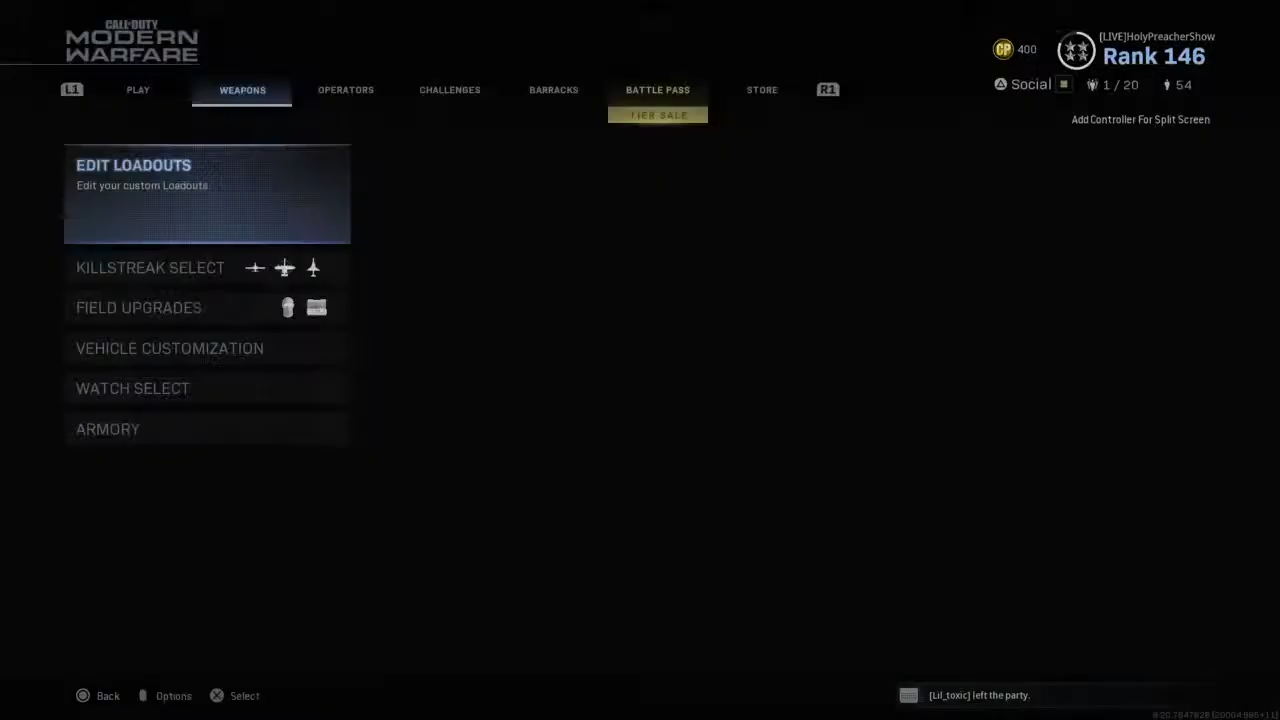 CALL·DUTY
MODERN
WARFARE
CP 400
[LIVE]HolyPreacherShow
Rank 146
Social
1 / 20
54
Add Controller For Split Screen
L1
PLAY
WEAPONS
OPERATORS
CHALLENGES
BARRACKS
BATTLE PASS
STORE
R1
TIER SALE
EDIT LOADOUTS
Edit your custom Loadouts
KILLSTREAK SELECT
FIELD UPGRADES
VEHICLE CUSTOMIZATION
WATCH SELECT
ARMORY
Back
Options
Select
[Lil_toxic] left the party.